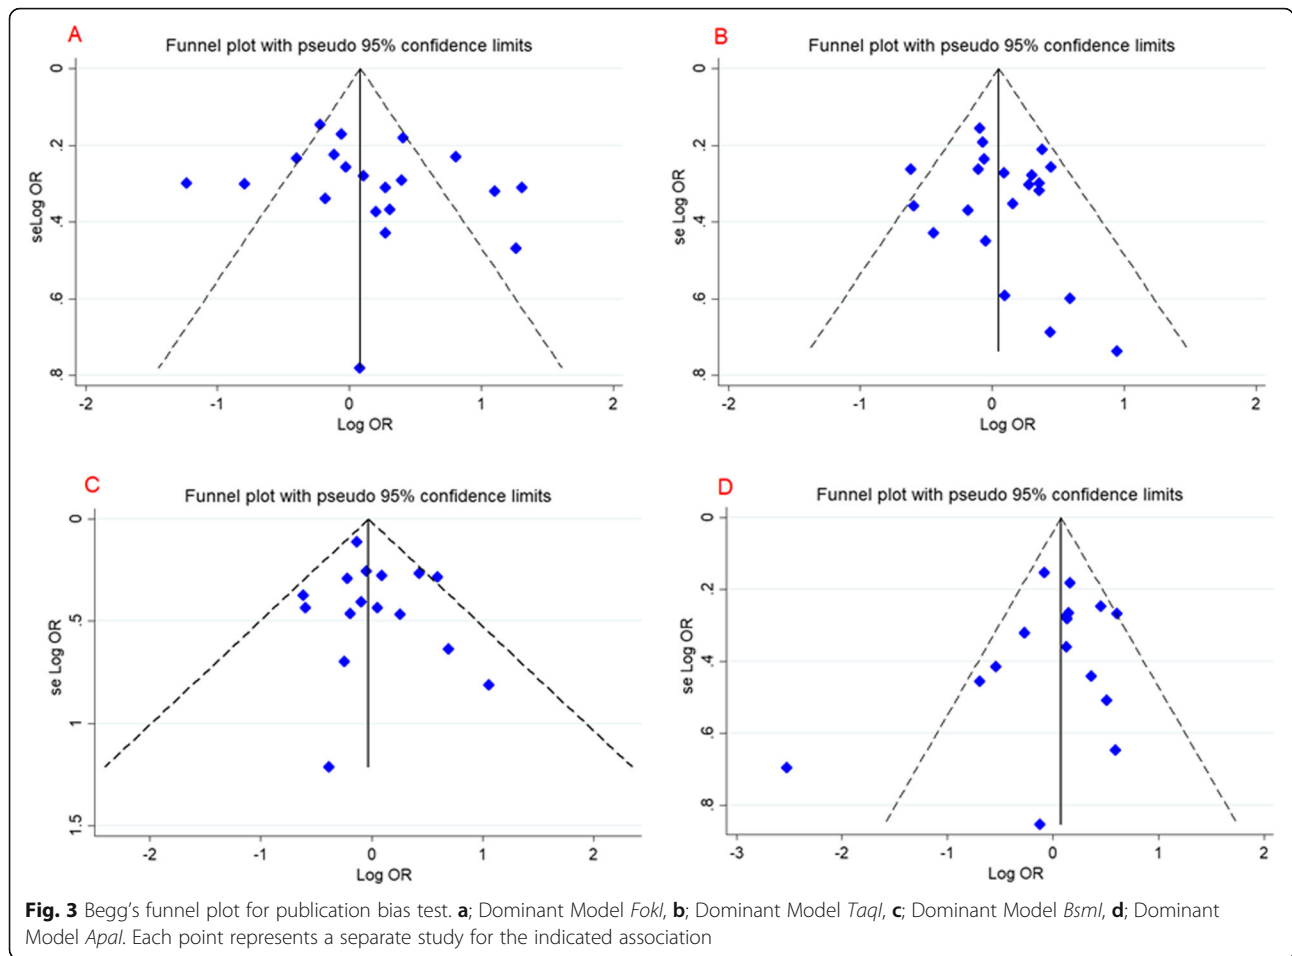 A
Funnel plot with pseudo 95% confidence limits
0
.2
.4
.6
.8
seLog OR
-2 -1 0 1 2
Log OR
B
Funnel plot with pseudo 95% confidence limits
0
.2
.4
.6
.8
se Log OR
-2 -1 0 1 2
Log OR
C
Funnel plot with pseudo 95% confidence limits
0
.5
1
1.5
se Log OR
-2 -1 0 1 2
Log OR
D
Funnel plot with pseudo 95% confidence limits
0
.2
.4
.6
.8
se Log OR
-3 -2 -1 0 1 2
Log OR
Fig. 3 Begg's funnel plot for publication bias test. a; Dominant Model FokI, b; Dominant Model TaqI, c; Dominant Model BsmI, d; Dominant
Model ApaI. Each point represents a separate study for the indicated association